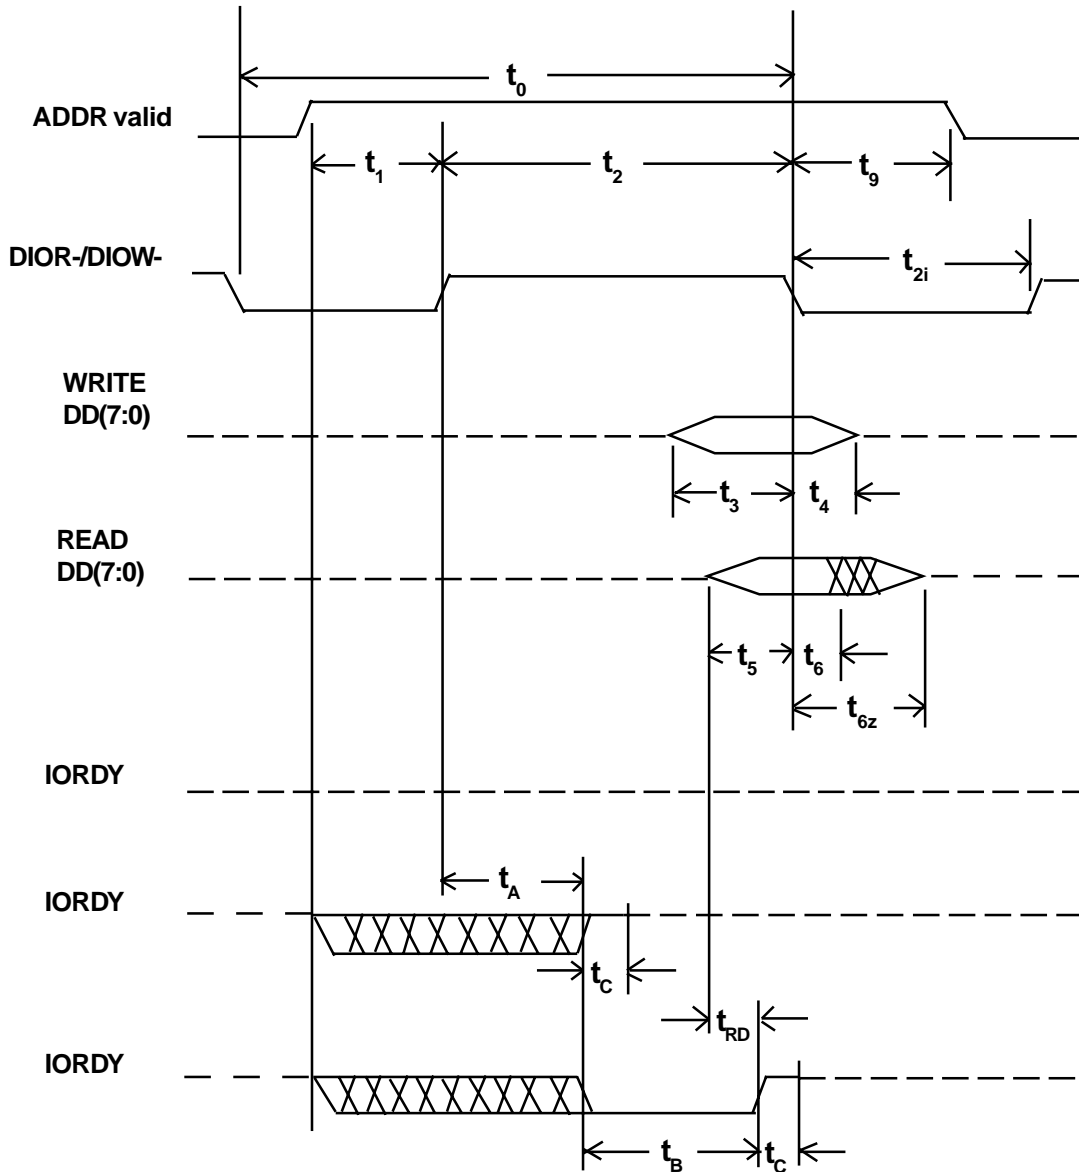 t0
ADDR valid
t1 t2 t9
DIOR-/DIOW-
t2i
WRITE
DD(7:0)
t3 t4
READ
DD(7:0)
t5 t6
t6z
IORDY
tA
IORDY
tC
tRD
IORDY
tB tC